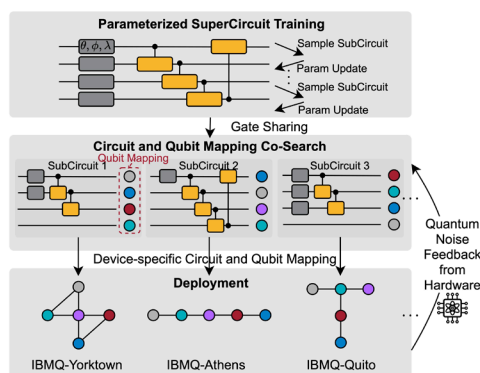 Parameterized SuperCircuit Training
θ, ϕ, λ
Sample SubCircuit
Param Update
Sample SubCircuit
Param Update
Gate Sharing
Circuit and Qubit Mapping Co-Search
SubCircuit 1
Qubit Mapping
SubCircuit 2
SubCircuit 3
...
Quantum
Noise
Feedback
from
Hardware
Device-specific Circuit and Qubit Mapping
Deployment
...
IBMQ-Yorktown
IBMQ-Athens
IBMQ-Quito